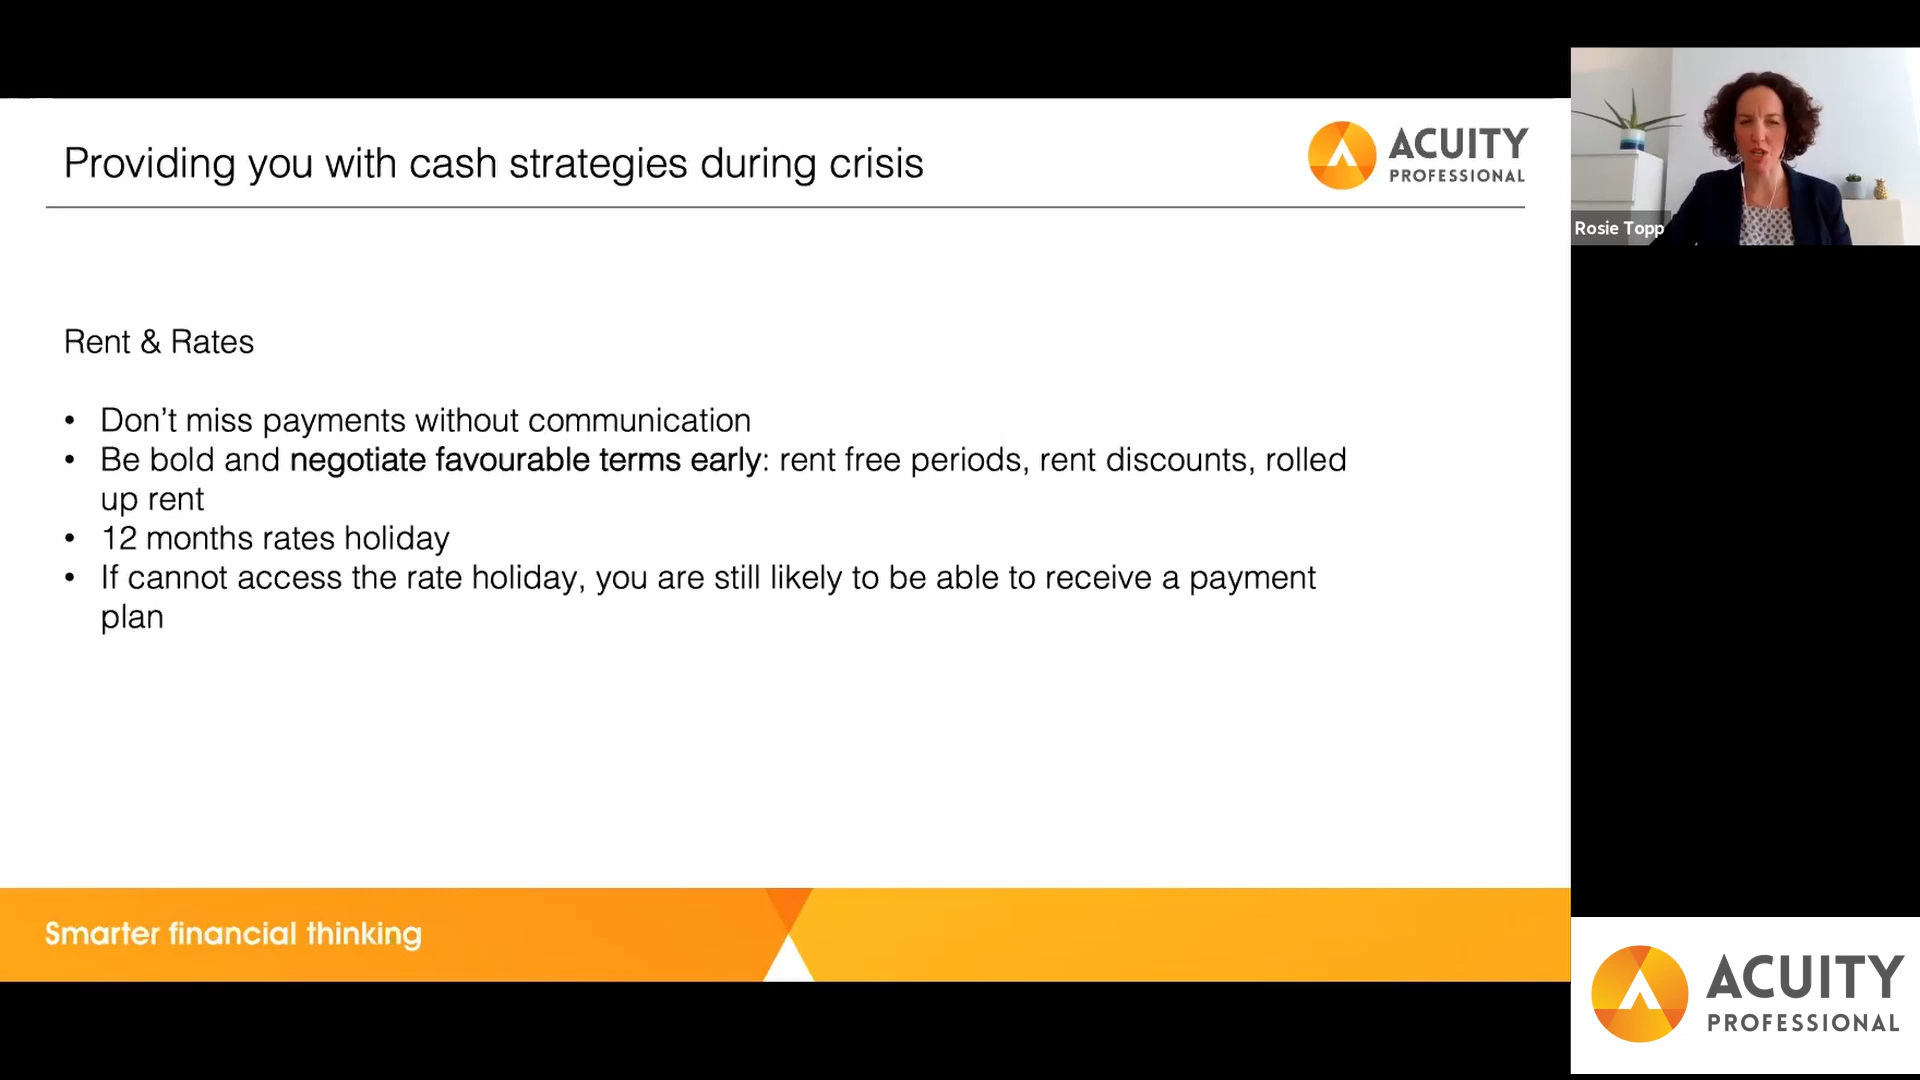 Providing you with cash strategies during crisis
ACUITY
PROFESSIONAL
Rosie Topp
Rent & Rates
• Don’t miss payments without communication
• Be bold and negotiate favourable terms early: rent free periods, rent discounts, rolled
up rent
• 12 months rates holiday
• If cannot access the rate holiday, you are still likely to be able to receive a payment
plan
Smarter financial thinking
ACUITY
PROFESSIONAL